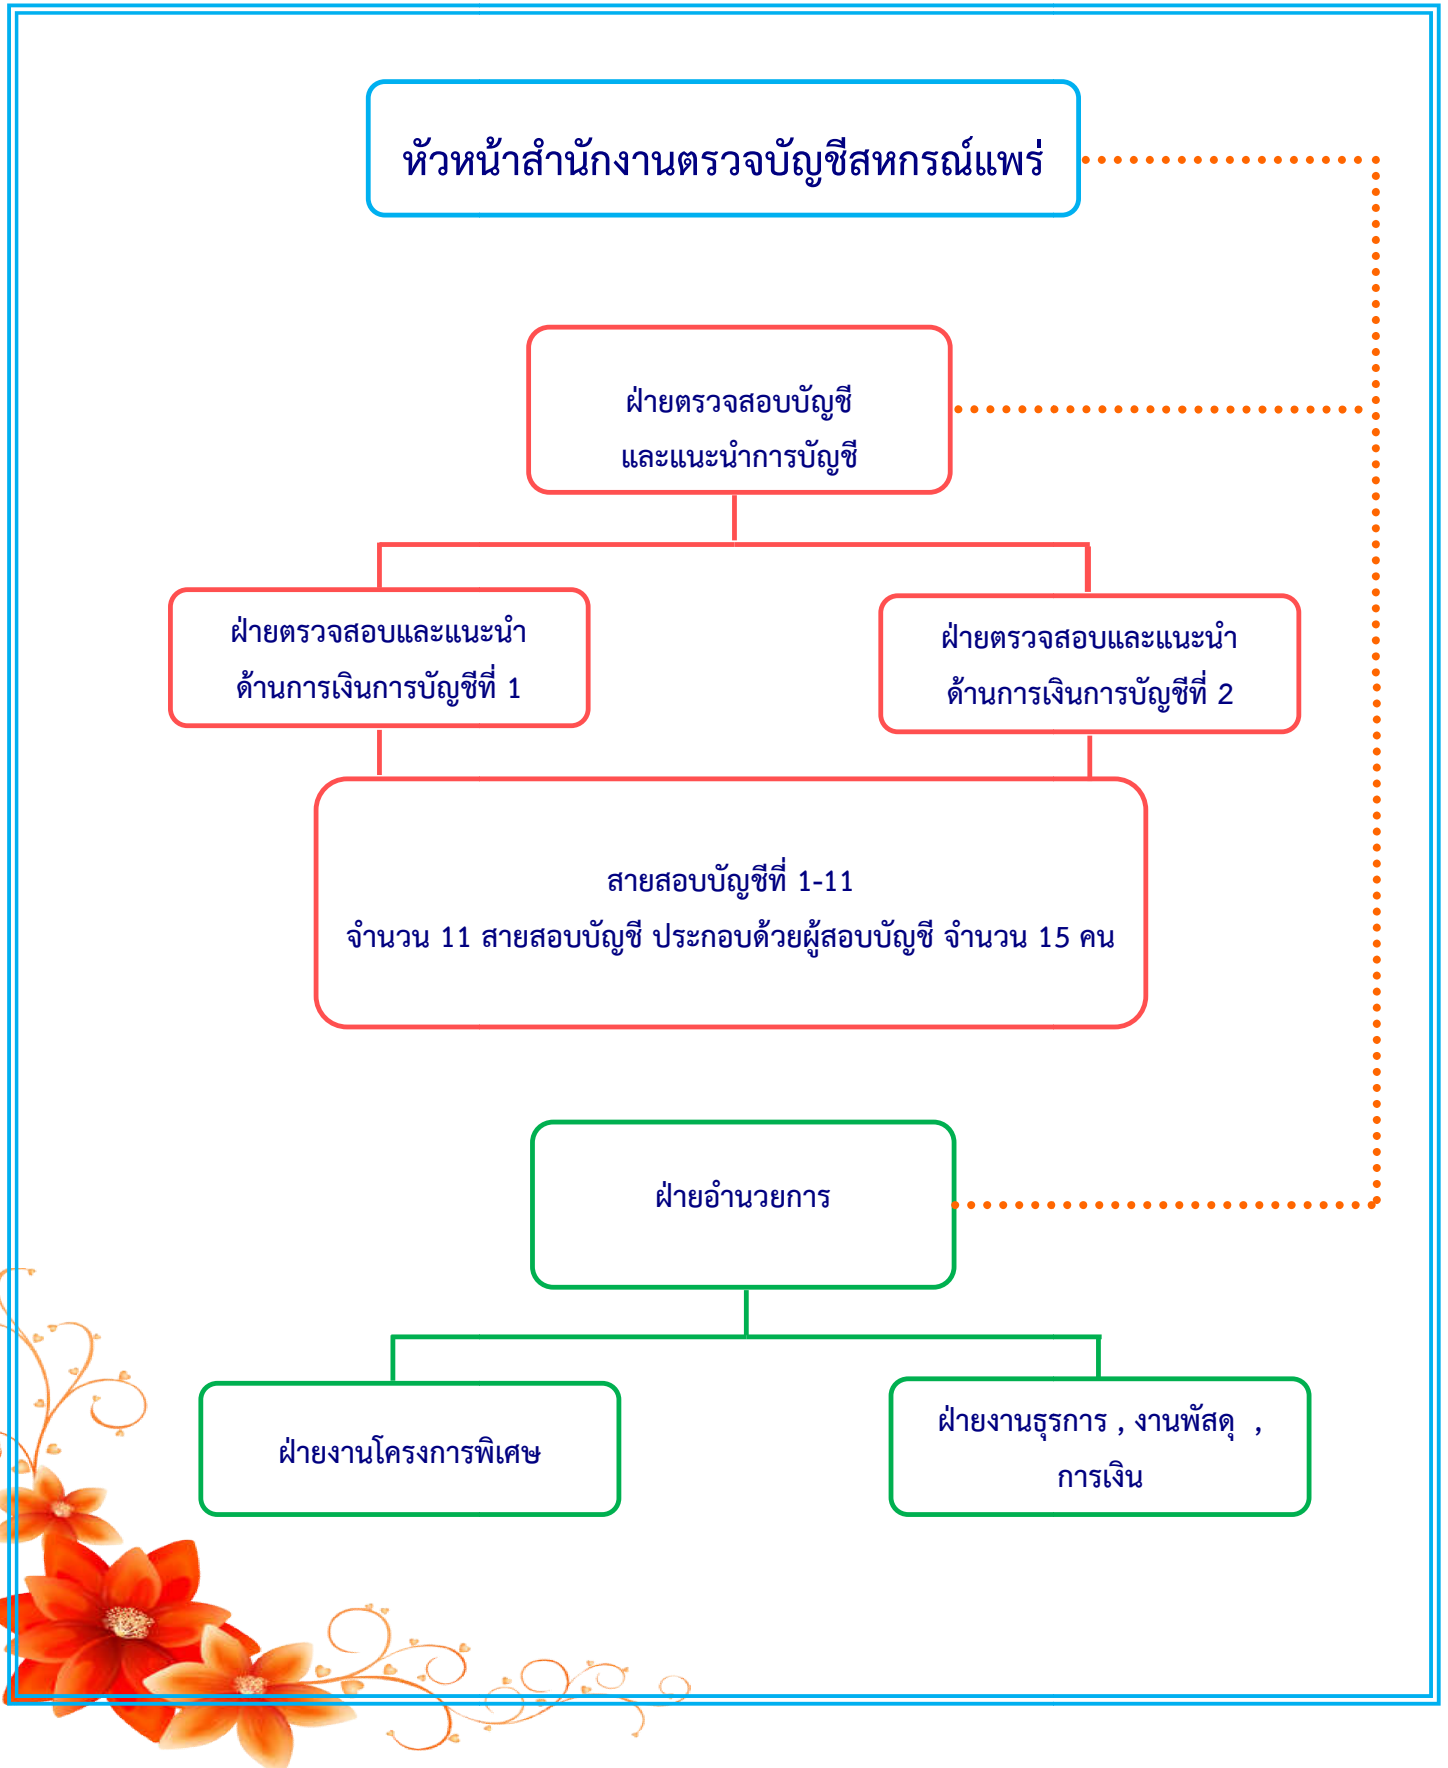 หัวหน้าสำนักงานตรวจบัญชีสหกรณ์แพร่
ฝ่ายตรวจสอบบัญชี
และแนะนำการบัญชี
ฝ่ายตรวจสอบและแนะนำ
ด้านการเงินการบัญชีที่ 1
ฝ่ายตรวจสอบและแนะนำ
ด้านการเงินการบัญชีที่ 2
สายสอบบัญชีที่ 1-11
จำนวน 11 สายสอบบัญชี ประกอบด้วยผู้สอบบัญชี จำนวน 15 คน
ฝ่ายอำนวยการ
ฝ่ายงานโครงการพิเศษ
ฝ่ายงานธุรการ , งานพัสดุ ,
การเงิน